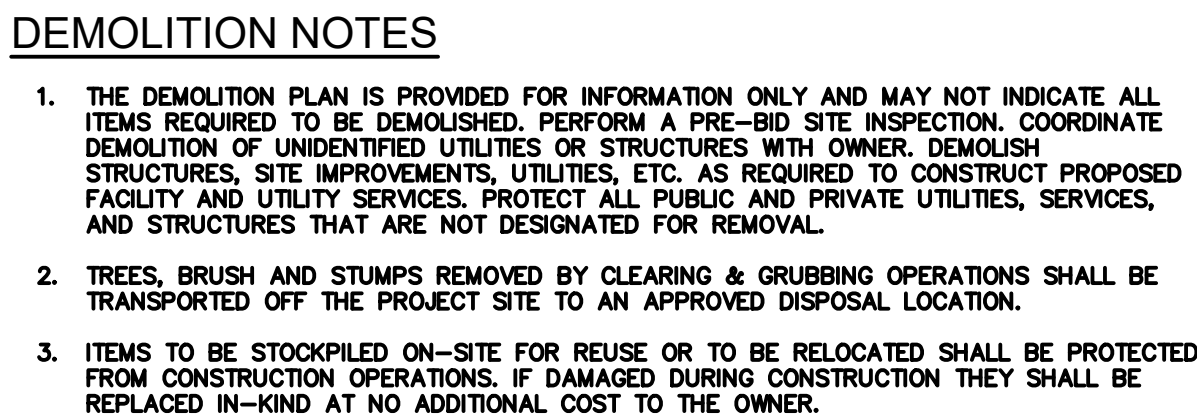 DEMOLITION NOTES
1. THE DEMOLITION PLAN IS PROVIDED FOR INFORMATION ONLY AND MAY NOT INDICATE ALL
ITEMS REQUIRED TO BE DEMOLISHED. PERFORM A PRE-BID SITE INSPECTION. COORDINATE
DEMOLITION OF UNIDENTIFIED UTILITIES OR STRUCTURES WITH OWNER. DEMOLISH
STRUCTURES, SITE IMPROVEMENTS, UTILITIES, ETC. AS REQUIRED TO CONSTRUCT PROPOSED
FACILITY AND UTILITY SERVICES. PROTECT ALL PUBLIC AND PRIVATE UTILITIES, SERVICES,
AND STRUCTURES THAT ARE NOT DESIGNATED FOR REMOVAL.
2. TREES, BRUSH AND STUMPS REMOVED BY CLEARING & GRUBBING OPERATIONS SHALL BE
TRANSPORTED OFF THE PROJECT SITE TO AN APPROVED DISPOSAL LOCATION.
3. ITEMS TO BE STOCKPILED ON-SITE FOR REUSE OR TO BE RELOCATED SHALL BE PROTECTED
FROM CONSTRUCTION OPERATIONS. IF DAMAGED DURING CONSTRUCTION THEY SHALL BE
REPLACED IN-KIND AT NO ADDITIONAL COST TO THE OWNER.